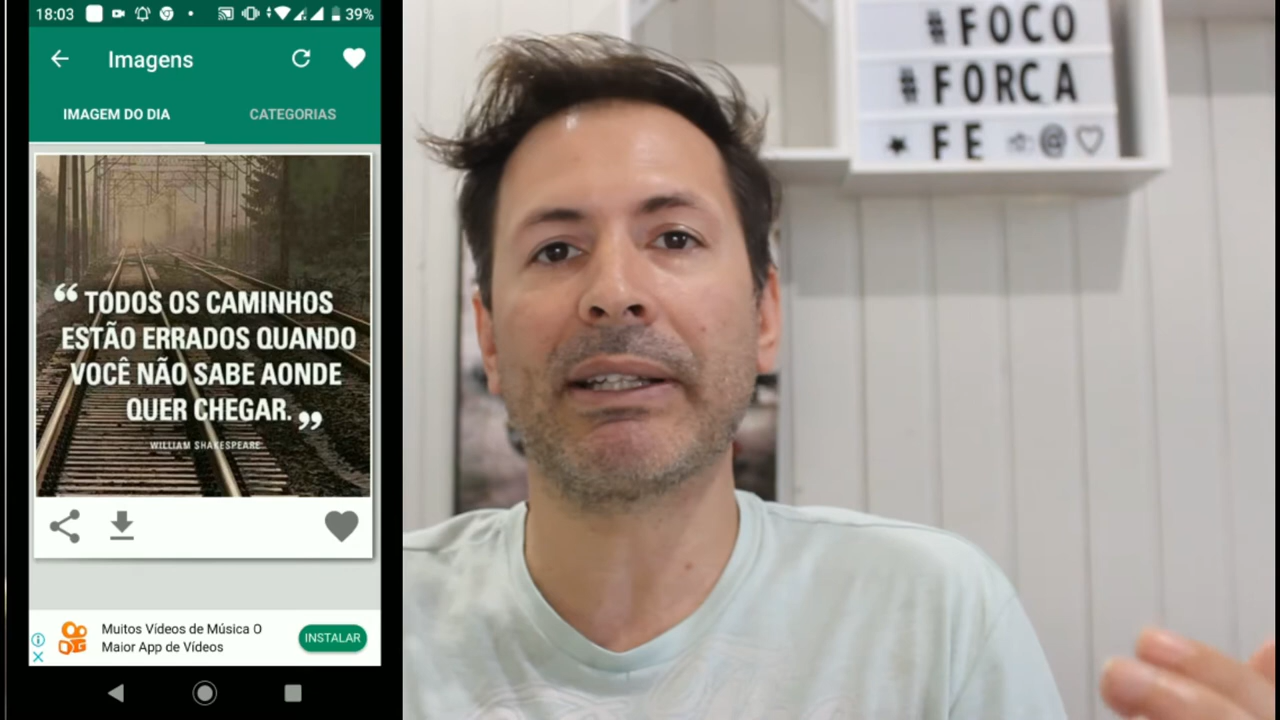 18:03
39%
Imagens
IMAGEM DO DIA
CATEGORIAS
“ TODOS OS CAMINHOS
ESTÃO ERRADOS QUANDO
VOCÊ NÃO SABE AONDE
QUER CHEGAR. ”
WILLIAM SHAKESPEARE
Muitos Vídeos de Música O
Maior App de Vídeos
INSTALAR
#FOCO
#FORCA
★ FE @ ♡